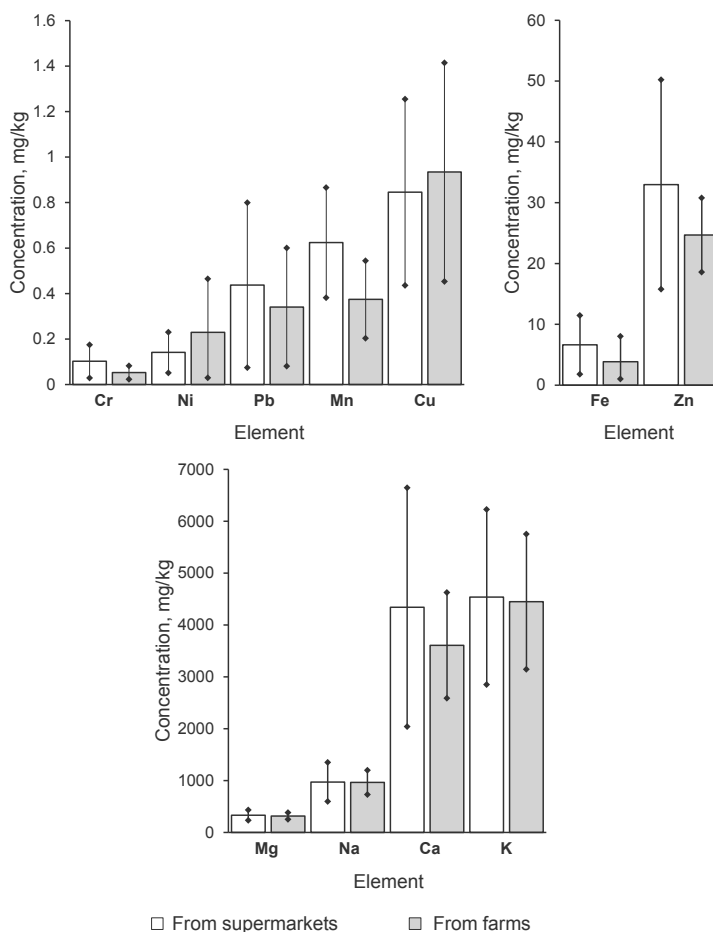 Concentration, mg/kg
1.6
1.4
1.2
1
0.8
0.6
0.4
0.2
0
Cr Ni Pb Mn Cu
Element
Concentration, mg/kg
60
50
40
30
20
10
0
Fe Zn
Element
Concentration, mg/kg
7000
6000
5000
4000
3000
2000
1000
0
Mg Na Ca K
Element
From supermarkets From farms